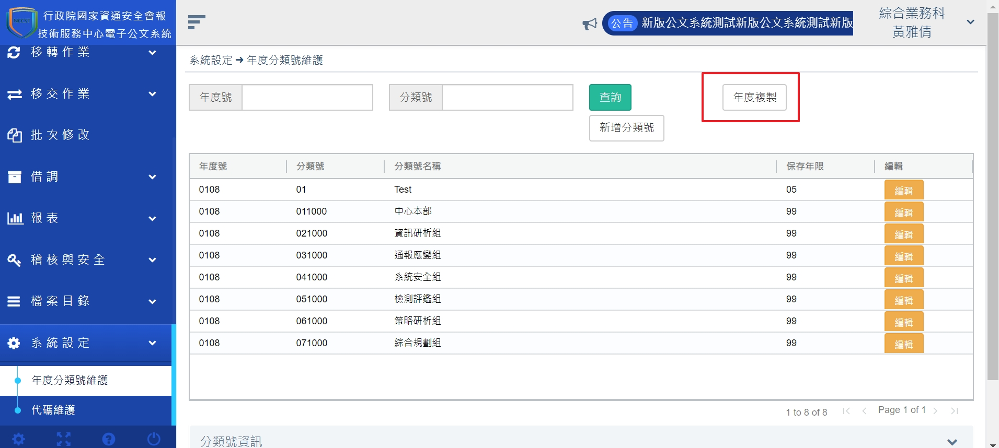 NCCST
行政院國家資通安全會報
技術服務中心電子公文系統
移轉作業
移交作業
批次修改
借調
報表
稽核與安全
檔案目錄
系統設定
年度分類號維護
代碼維護
公告 新版公文系統測試新版公文系統測試新版
綜合業務科
黃雅倩
系統設定 ➜ 年度分類號維護
年度號 分類號 查詢 年度複製
新增分類號
年度號 分類號 分類號名稱 保存年限 編輯
0108 01 Test 05 編輯
0108 011000 中心本部 99 編輯
0108 021000 資訊研析組 99 編輯
0108 031000 通報應變組 99 編輯
0108 041000 系統安全組 99 編輯
0108 051000 檢測評鑑組 99 編輯
0108 061000 策略研析組 99 編輯
0108 071000 綜合規劃組 99 編輯
1 to 8 of 8 Page 1 of 1
分類號資訊